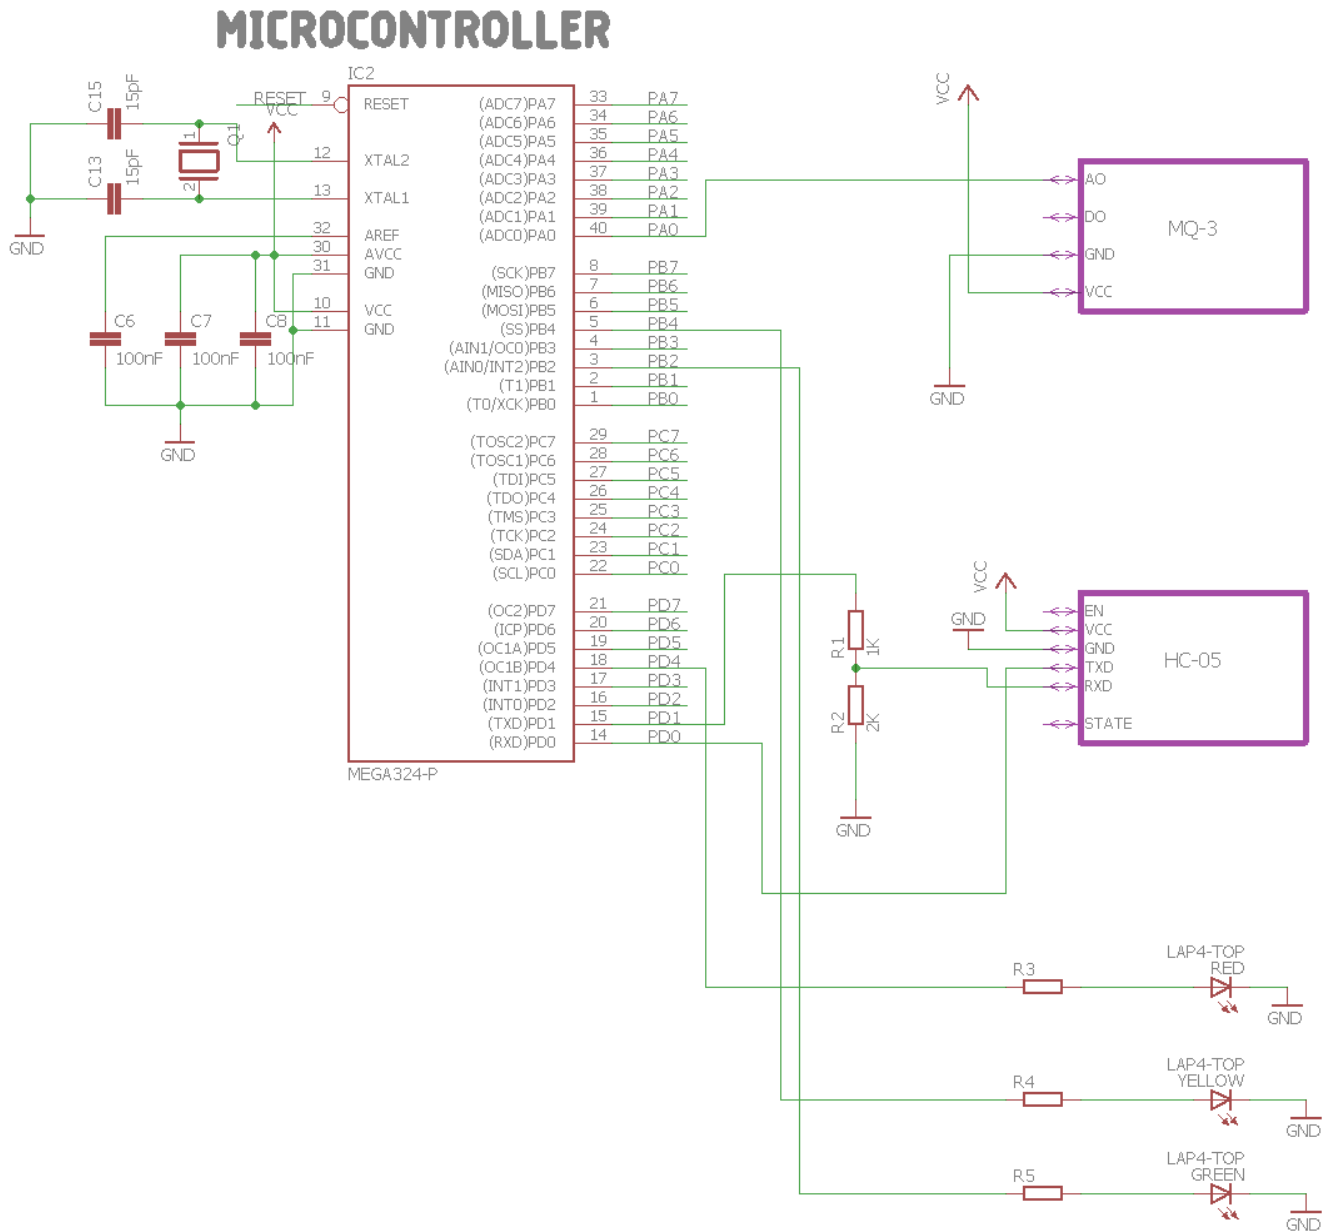 MICROCONTROLLER
IC2
C15
15pF
C13
15pF
Q1
1
2
RESET
VCC
GND
9
12
13
32
30
31
10
11
RESET
XTAL2
XTAL1
AREF
AVCC
GND
VCC
GND
C6
100nF
C7
100nF
C8
100nF
GND
(ADC7)PA7 33 PA7
(ADC6)PA6 34 PA6
(ADC5)PA5 35 PA5
(ADC4)PA4 36 PA4
(ADC3)PA3 37 PA3
(ADC2)PA2 38 PA2
(ADC1)PA1 39 PA1
(ADC0)PA0 40 PA0
(SCK)PB7 8 PB7
(MISO)PB6 7 PB6
(MOSI)PB5 6 PB5
(SS)PB4 5 PB4
(AIN1/OC0)PB3 4 PB3
(AIN0/INT2)PB2 3 PB2
(T1)PB1 2 PB1
(T0/XCK)PB0 1 PB0
(TOSC2)PC7 29 PC7
(TOSC1)PC6 28 PC6
(TDI)PC5 27 PC5
(TDO)PC4 26 PC4
(TMS)PC3 25 PC3
(TCK)PC2 24 PC2
(SDA)PC1 23 PC1
(SCL)PC0 22 PC0
(OC2)PD7 21 PD7
(ICP)PD6 20 PD6
(OC1A)PD5 19 PD5
(OC1B)PD4 18 PD4
(INT1)PD3 17 PD3
(INT0)PD2 16 PD2
(TXD)PD1 15 PD1
(RXD)PD0 14 PD0
MEGA324-P
VCC
AO
DO
GND
VCC
MQ-3
GND
VCC
GND
EN
VCC
GND
TXD
RXD
STATE
HC-05
R1
1K
R2
2K
GND
R3
LAP4-TOP
RED
GND
R4
LAP4-TOP
YELLOW
GND
R5
LAP4-TOP
GREEN
GND